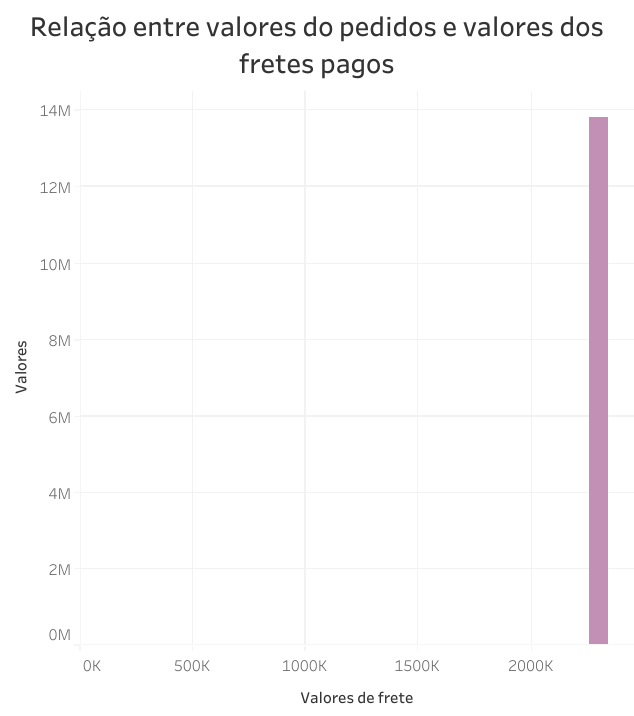 Relação entre valores do pedidos e valores dos
fretes pagos
14M
12M
10M
8M
6M
4M
2M
0M
Valores
0K
500K
1000K
1500K
2000K
Valores de frete